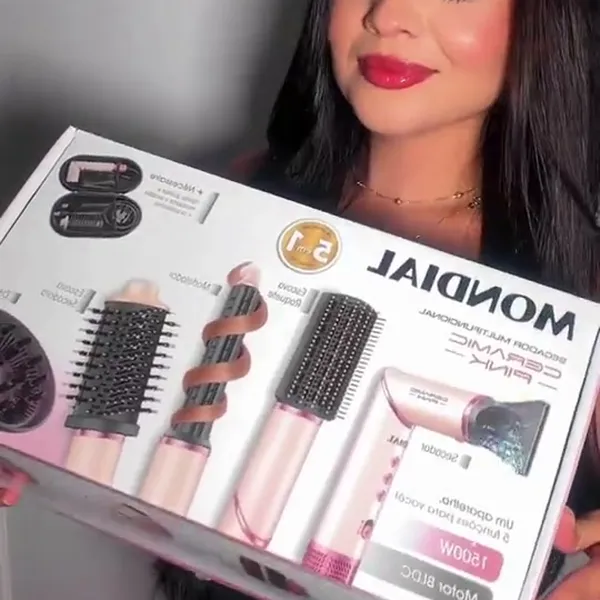 MONDIAL
SECADOR MULTIFUNCIONAL
CERAMIC
PINK
5 em 1
+ Nécessaire
Modelador
Escova
Raquete
Escova
Secadora
Secador
Um aparelho,
5 funções para você!
1500W
Motor BLDC